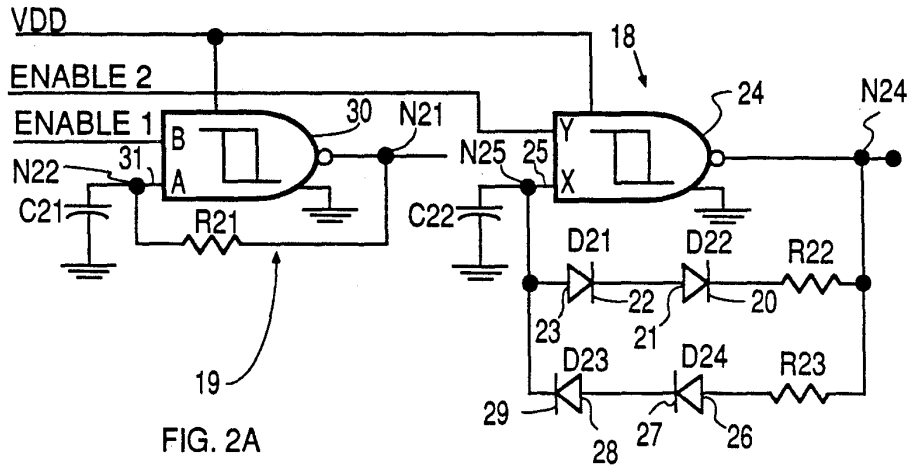 VDD
18
ENABLE 2
24
N24
ENABLE 1
30
N21
B
Y
N22
31
A
N25
25
X
C21
R21
C22
D21
D22
R22
23
22
21
20
D23
D24
R23
19
29
28
27
26
FIG. 2A